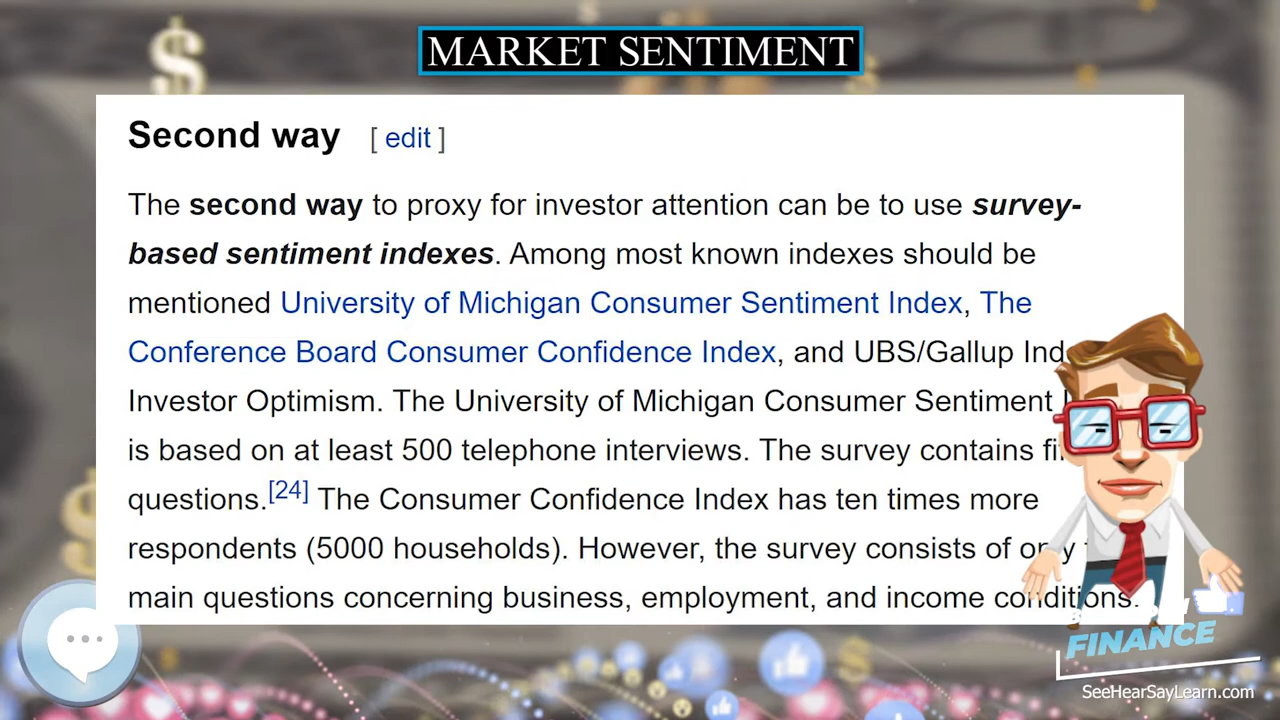 MARKET SENTIMENT
Second way [ edit ]
The second way to proxy for investor attention can be to use survey-
based sentiment indexes. Among most known indexes should be
mentioned University of Michigan Consumer Sentiment Index, The
Conference Board Consumer Confidence Index, and UBS/Gallup
Investor Optimism. The University of Michigan Consumer Sentiment
is based on at least 500 telephone interviews. The survey contains
questions.[24] The Consumer Confidence Index has ten times more
respondents (5000 households). However, the survey consists of only
main questions concerning business, employment, and income conditions.
FINANCE
SeeHearSayLearn.com